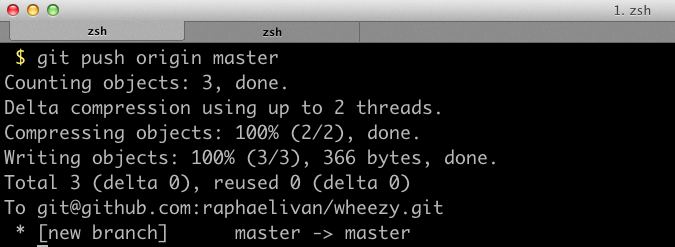 1. zsh
zsh zsh
$ git push origin master
Counting objects: 3, done.
Delta compression using up to 2 threads.
Compressing objects: 100% (2/2), done.
Writing objects: 100% (3/3), 366 bytes, done.
Total 3 (delta 0), reused 0 (delta 0)
To git@github.com:raphaelivan/wheezy.git
* [new branch]      master -> master